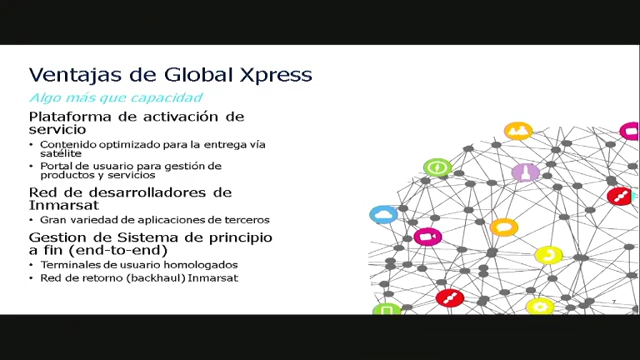 Ventajas de Global Xpress
Algo más que capacidad
Plataforma de activación de
servicio
• Contenido optimizado para la entrega vía
satélite
• Portal de usuario para gestión de
productos y servicios
Red de desarrolladores de
Inmarsat
• Gran variedad de aplicaciones de terceros
Gestion de Sistema de principio
a fin (end-to-end)
• Terminales de usuario homologados
• Red de retorno (backhaul) Inmarsat
7